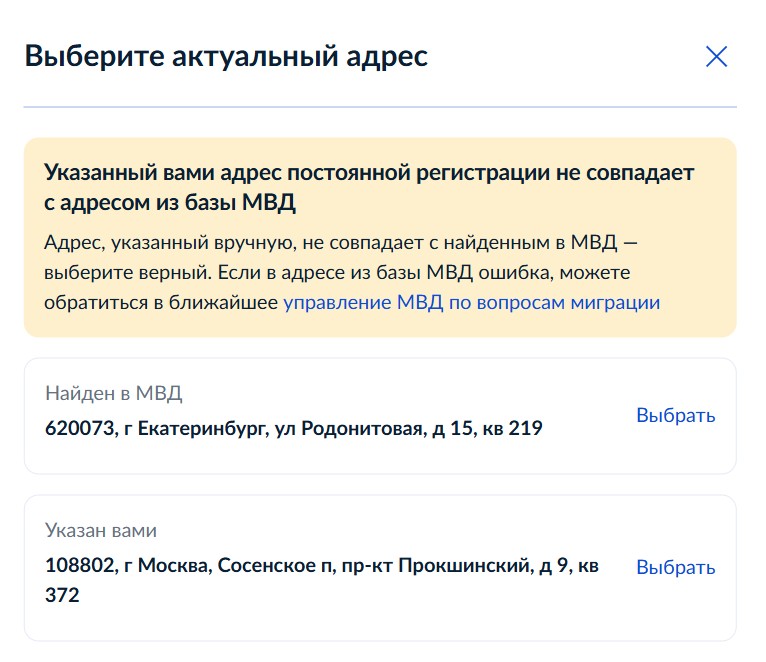 Выберите актуальный адрес
Указанный вами адрес постоянной регистрации не совпадает
с адресом из базы МВД
Адрес, указанный вручную, не совпадает с найденным в МВД —
выберите верный. Если в адресе из базы МВД ошибка, можете
обратиться в ближайшее управление МВД по вопросам миграции
Найден в МВД
620073, г Екатеринбург, ул Родонитовая, д 15, кв 219
Выбрать
Указан вами
108802, г Москва, Сосенское п, пр-кт Прокшинский, д 9, кв
372
Выбрать